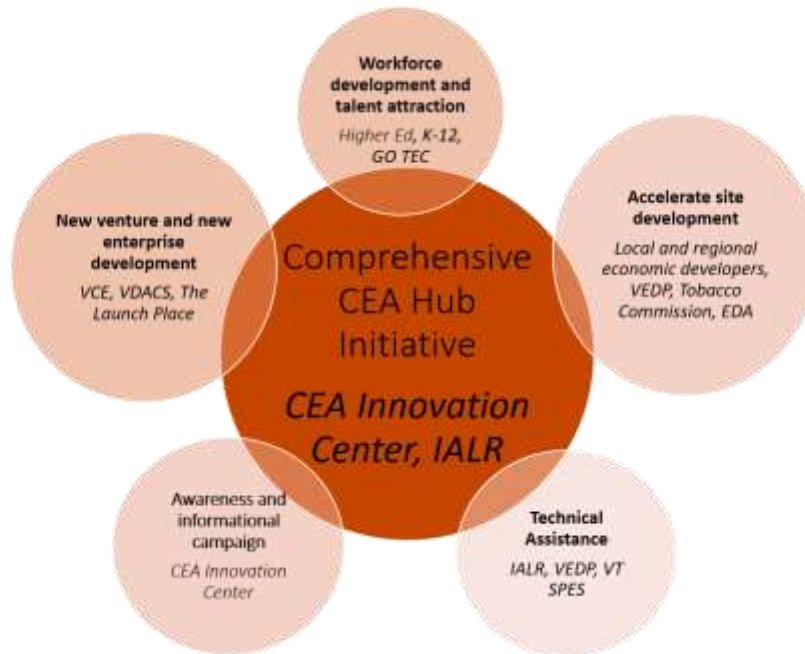 Workforce
development and
talent attraction
Higher Ed, K-12,
GO TEC
New venture and new
enterprise
development
VCE, VDACS, The
Launch Place
Accelerate site
development
Local and regional
economic developers,
VEDP, Tobacco
Commission, EDA
Comprehensive
CEA Hub
Initiative
CEA Innovation
Center, IALR
Awareness and
informational
campaign
CEA Innovation
Center
Technical
Assistance
IALR, VEDP, VT
SPES